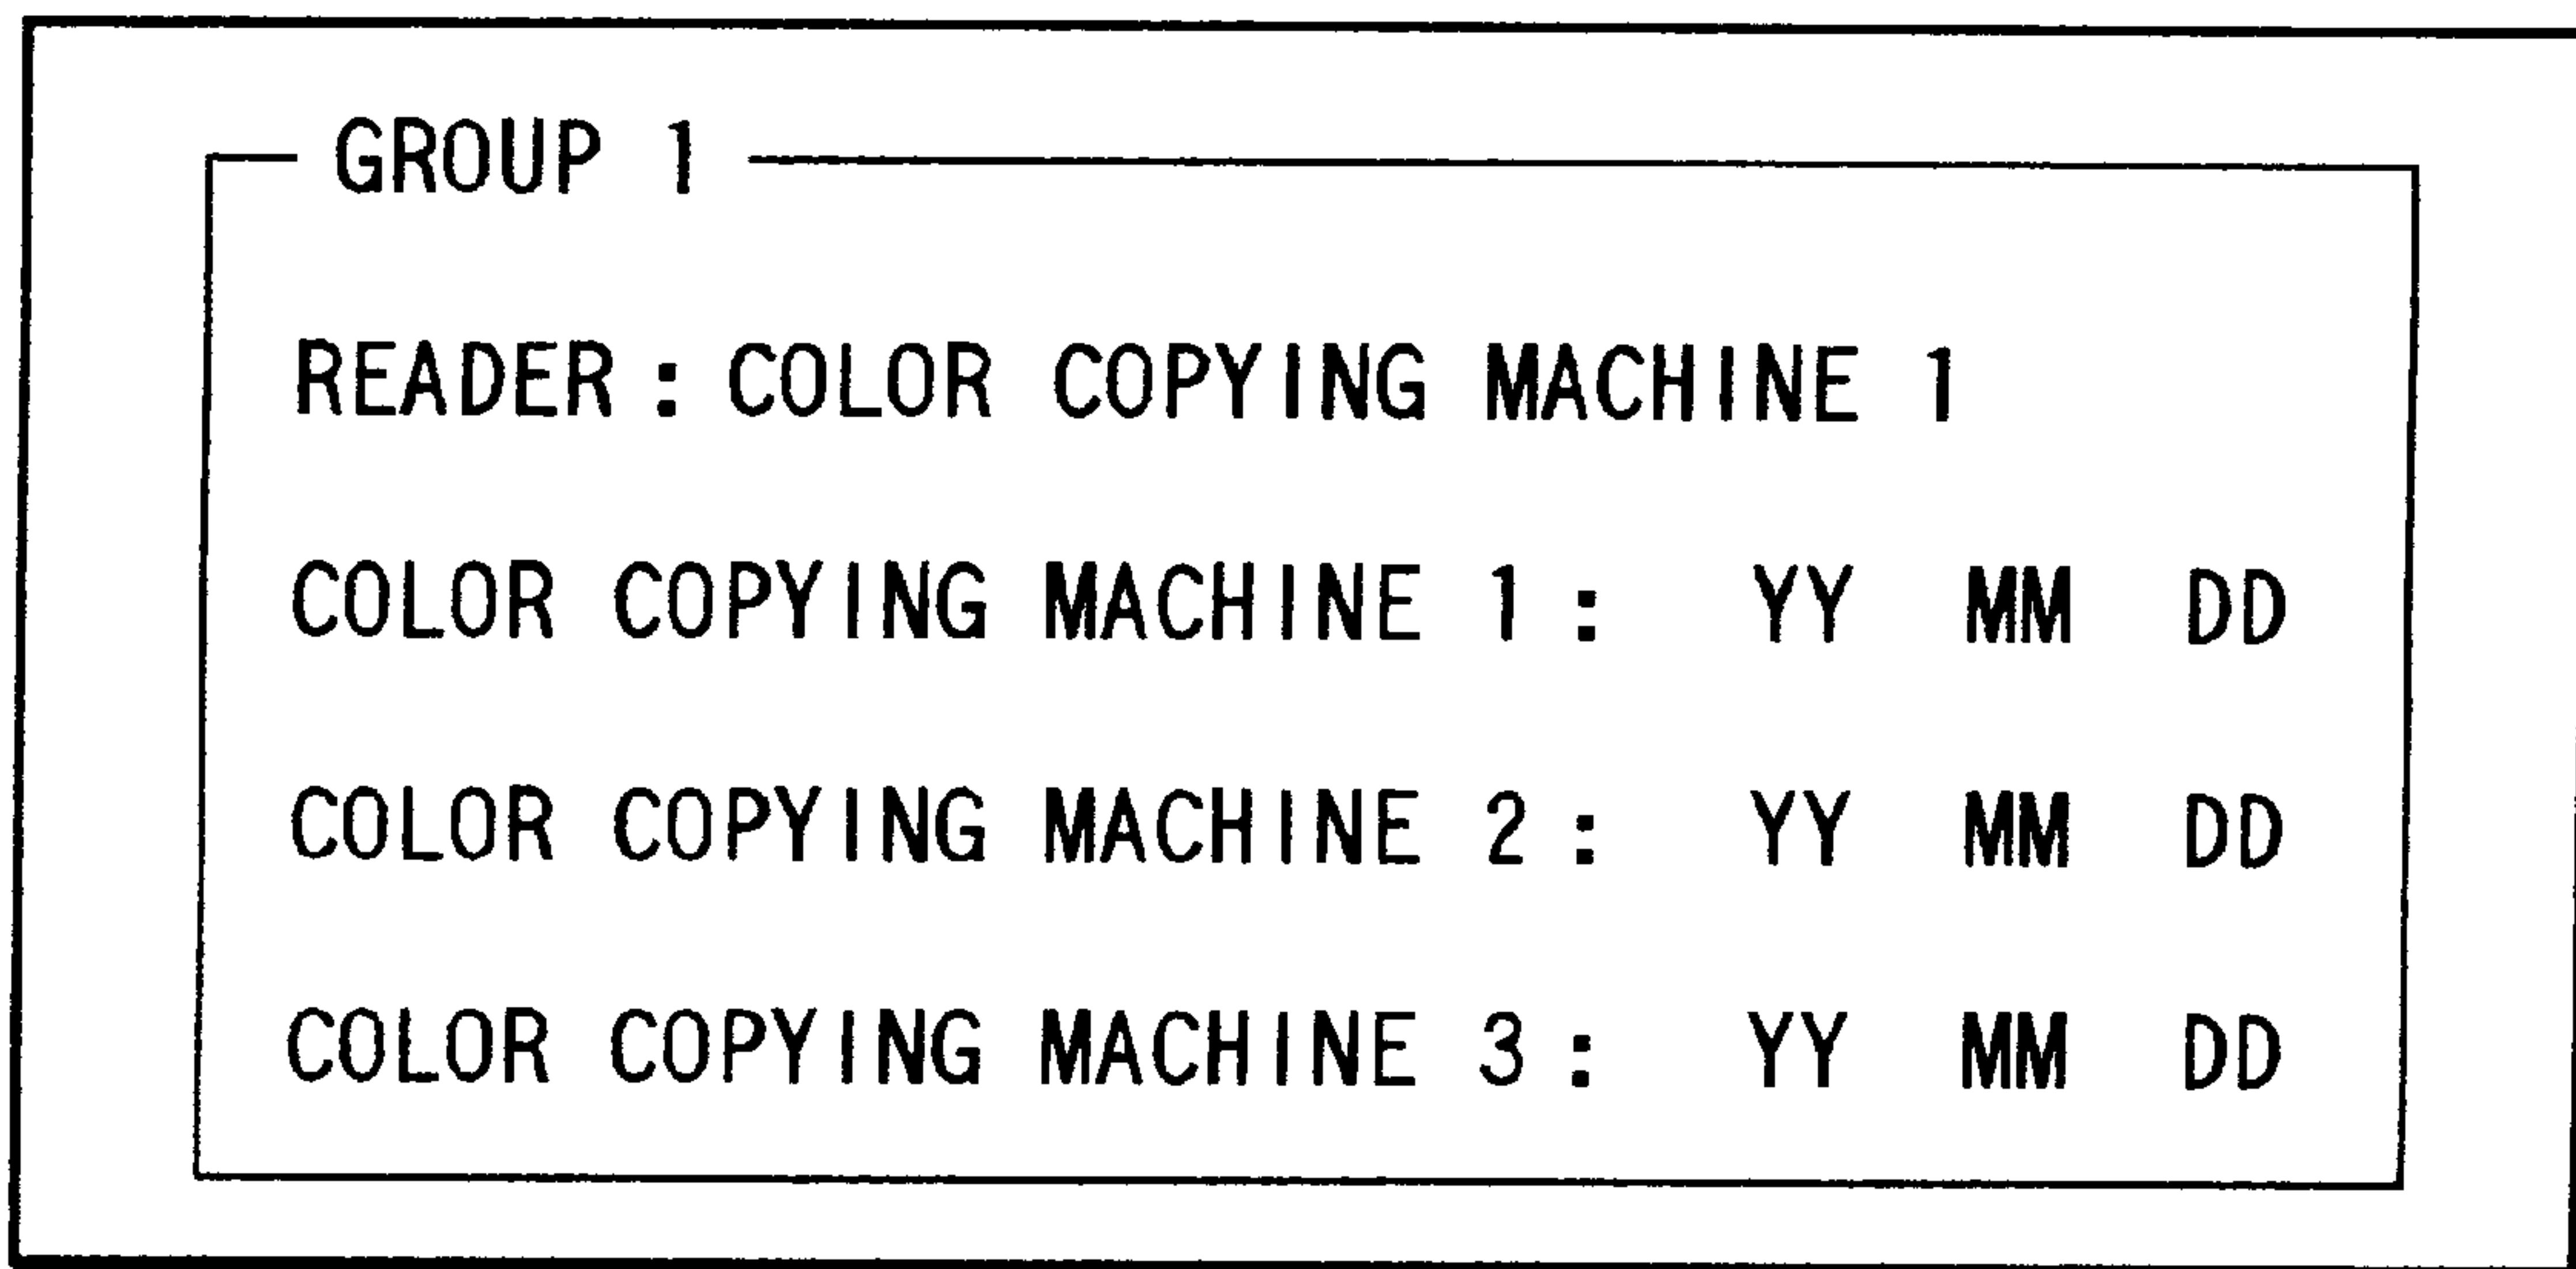 GROUP 1
READER : COLOR COPYING MACHINE 1
COLOR COPYING MACHINE 1 : YY MM DD
COLOR COPYING MACHINE 2 : YY MM DD
COLOR COPYING MACHINE 3 : YY MM DD